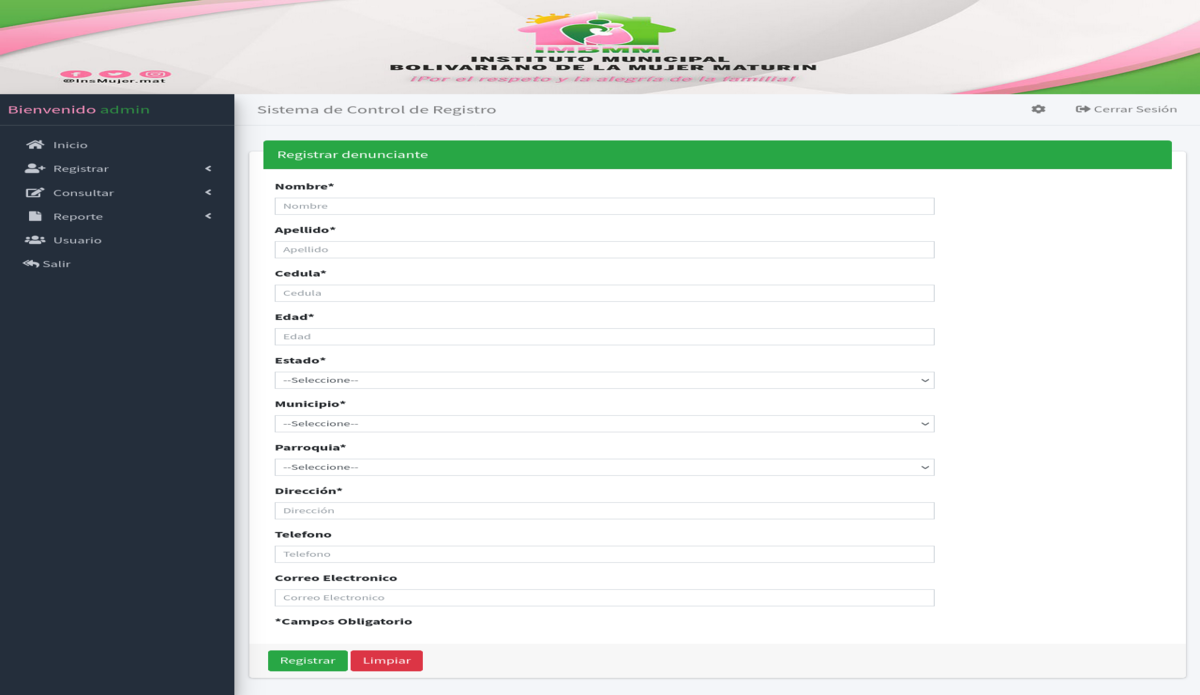 IMBMM
INSTITUTO MUNICIPAL
BOLIVARIANO DE LA MUJER MATURIN
¡Por el respeto y la alegría de la familia!
@InsMujer.mat
Bienvenido admin
Sistema de Control de Registro
Cerrar Sesión
Inicio
Registrar
Consultar
Reporte
Usuario
Salir
Registrar denunciante
Nombre*
Nombre
Apellido*
Apellido
Cedula*
Cedula
Edad*
Edad
Estado*
--Seleccione--
Municipio*
--Seleccione--
Parroquia*
--Seleccione--
Dirección*
Dirección
Telefono
Telefono
Correo Electronico
Correo Electronico
*Campos Obligatorio
Registrar
Limpiar